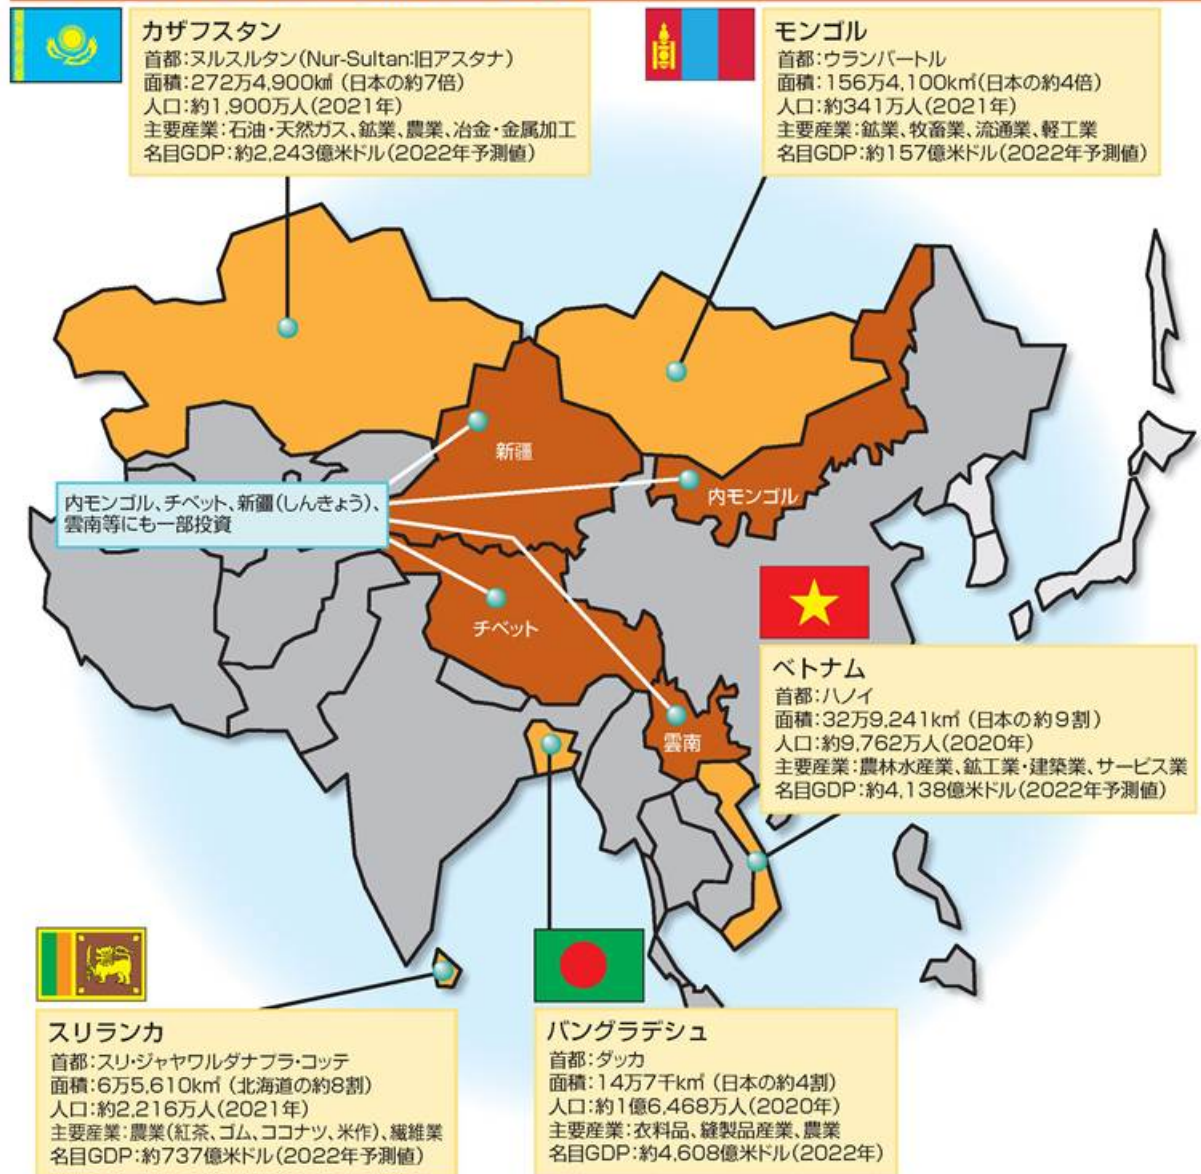 カザフスタン
首都:ヌルスルタン(Nur-Sultan:旧アスタナ)
面積:272万4,900㎢ (日本の約7倍)
人口:約1,900万人(2021年)
主要産業:石油・天然ガス、鉱業、農業、冶金・金属加工
名目GDP:約2,243億米ドル(2022年予測値)
モンゴル
首都:ウランバートル
面積:156万4,100k㎡(日本の約4倍)
人口:約341万人(2021年)
主要産業:鉱業、牧畜業、流通業、軽工業
名目GDP:約157億米ドル(2022年予測値)
新疆
内モンゴル
内モンゴル、チベット、新疆(しんきょう)、
雲南等にも一部投資
チベット
雲南
ベトナム
首都:ハノイ
面積:32万9,241k㎡ (日本の約9割)
人口:約9,762万人(2020年)
主要産業:農林水産業、鉱工業・建築業、サービス業
名目GDP:約4,138億米ドル(2022年予測値)
スリランカ
首都:スリ・ジャヤワルダナプラ・コッテ
面積:6万5,610k㎡ (北海道の約8割)
人口:約2,216万人(2021年)
主要産業:農業(紅茶、ゴム、ココナツ、米作)、繊維業
名目GDP:約737億米ドル(2022年予測値)
バングラデシュ
首都:ダッカ
面積:14万7千k㎡ (日本の約4割)
人口:約1億6,468万人(2020年)
主要産業:衣料品、縫製品産業、農業
名目GDP:約4,608億米ドル(2022年)